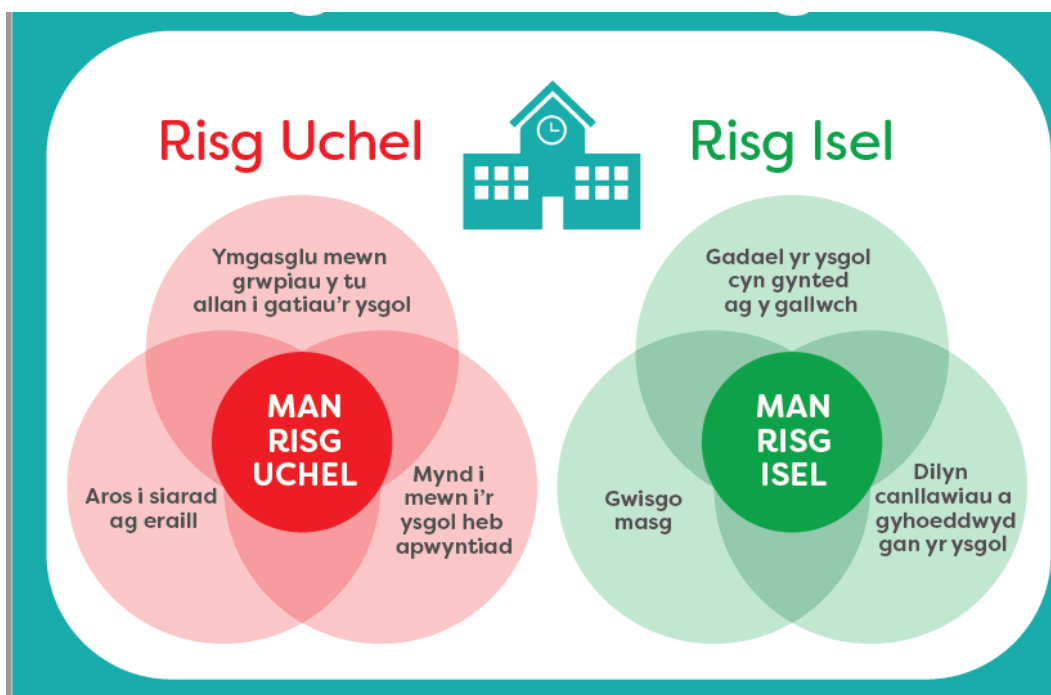 Risg Uchel
Ymgasglu mewn
grwpiau y tu
allan i gatiau'r ysgol
MAN
RISG
UCHEL
Aros i siarad
ag eraill
Mynd i
mewn i'r
ysgol heb
apwyntiad
Risg Isel
Gadael yr ysgol
cyn gynted
ag y gallwch
MAN
RISG
ISEL
Gwisgo
masg
Dilyn
canllawiau a
gyhoeddwyd
gan yr ysgol